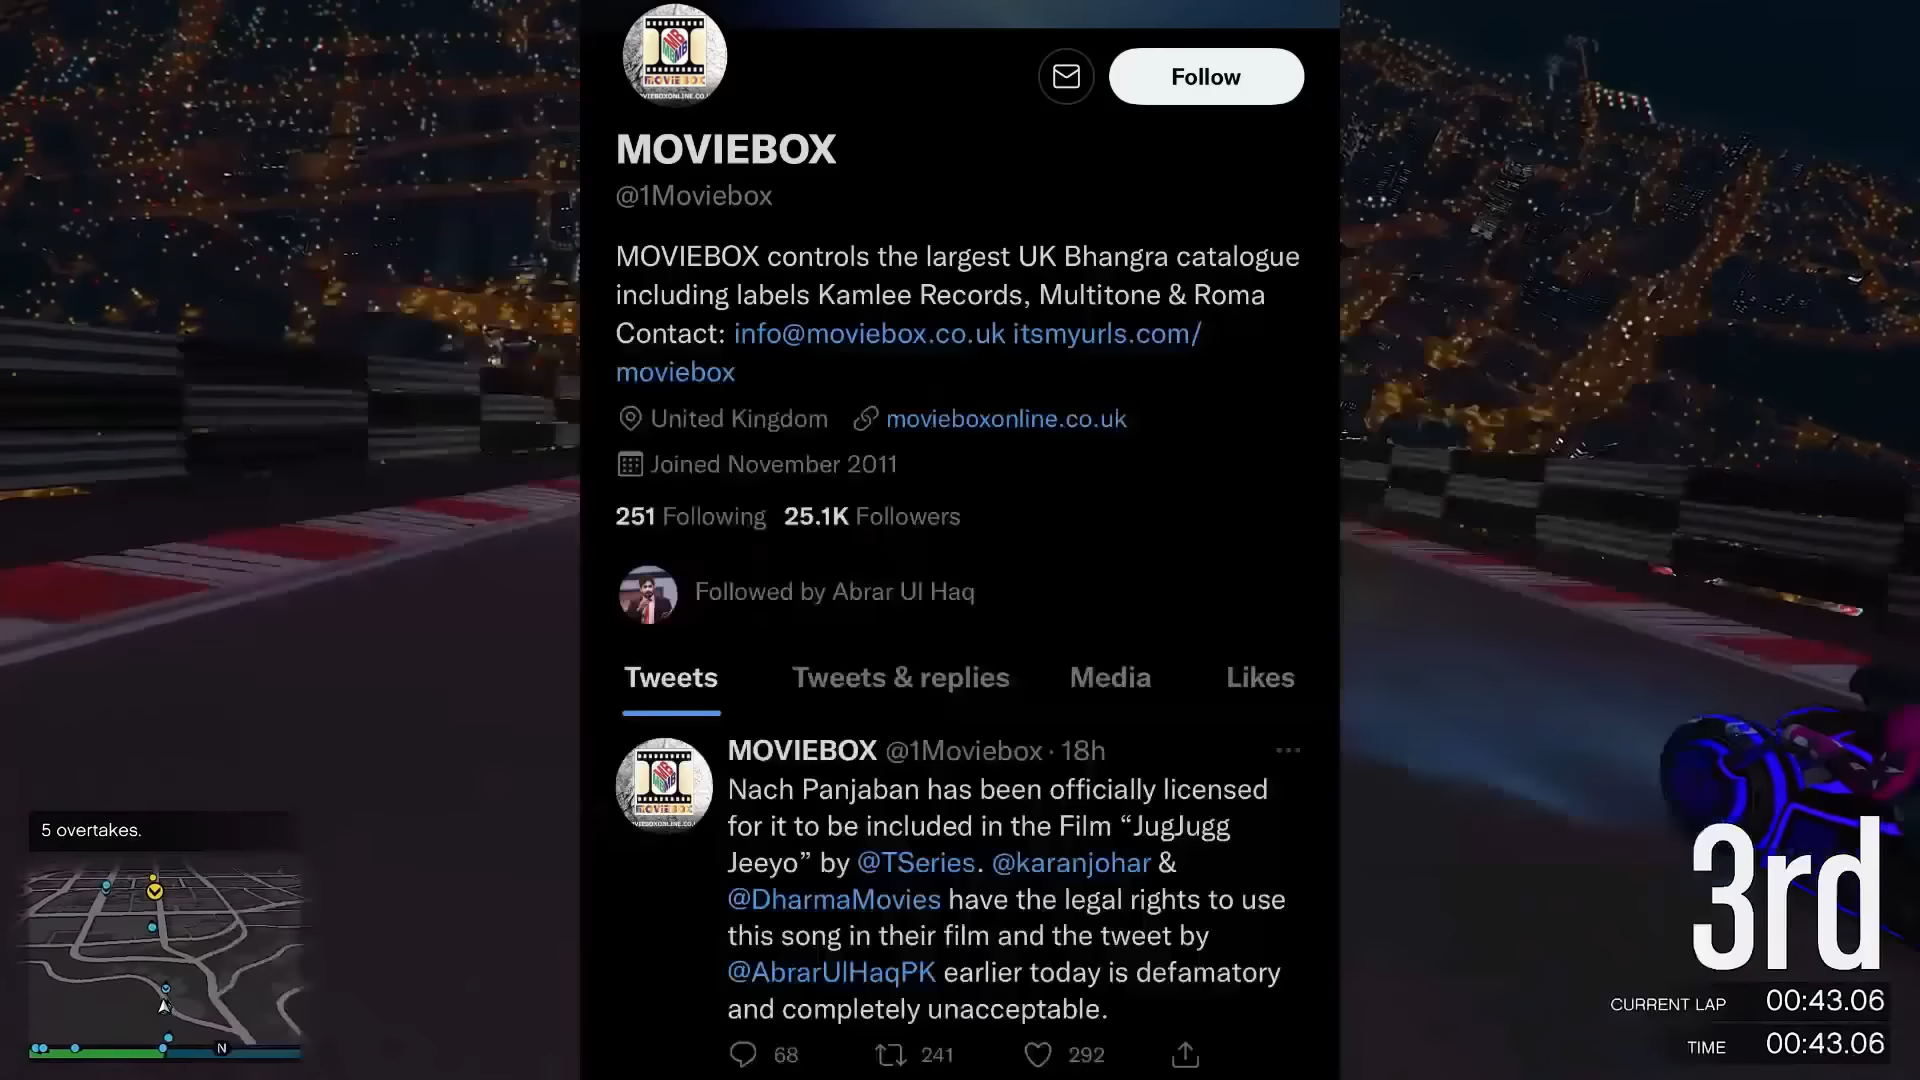 MOVIEBOX
Follow
MOVIEBOX
@1Moviebox
MOVIEBOX controls the largest UK Bhangra catalogue
including labels Kamlee Records, Multitone & Roma
Contact: info@moviebox.co.uk itsmyurls.com/
moviebox
United Kingdom movieboxonline.co.uk
Joined November 2011
251 Following 25.1K Followers
Followed by Abrar Ul Haq
Tweets Tweets & replies Media Likes
MOVIEBOX @1Moviebox · 18h
Nach Panjaban has been officially licensed
for it to be included in the Film “JugJugg
Jeeyo” by @TSeries. @karanjohar &
@DharmaMovies have the legal rights to use
this song in their film and the tweet by
@AbrarUlHaqPK earlier today is defamatory
and completely unacceptable.
68 241 292
MOVIEBOX
5 overtakes.
N
3rd
CURRENT LAP 00:43.06
TIME 00:43.06